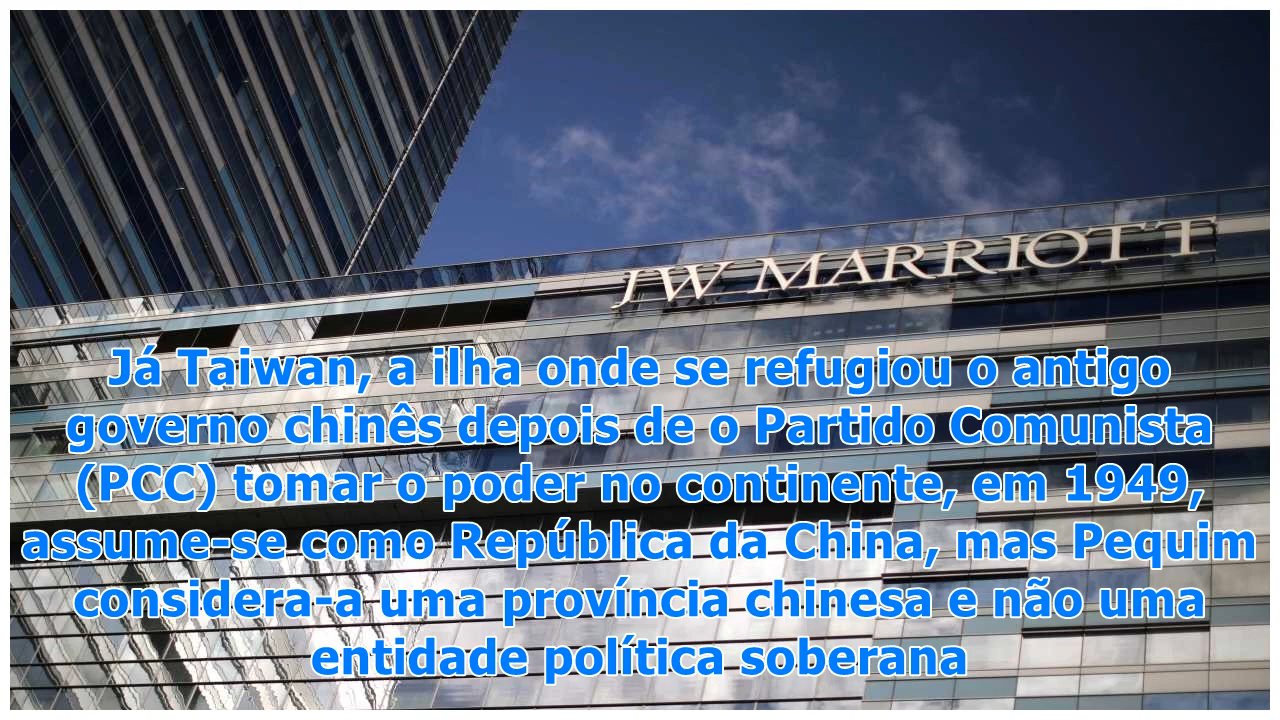 JW MARRIOTT
Já Taiwan, a ilha onde se refugiou o antigo
governo chinês depois de o Partido Comunista
(PCC) tomar o poder no continente, em 1949,
assume-se como República da China, mas Pequim
considera-a uma província chinesa e não uma
entidade política soberana